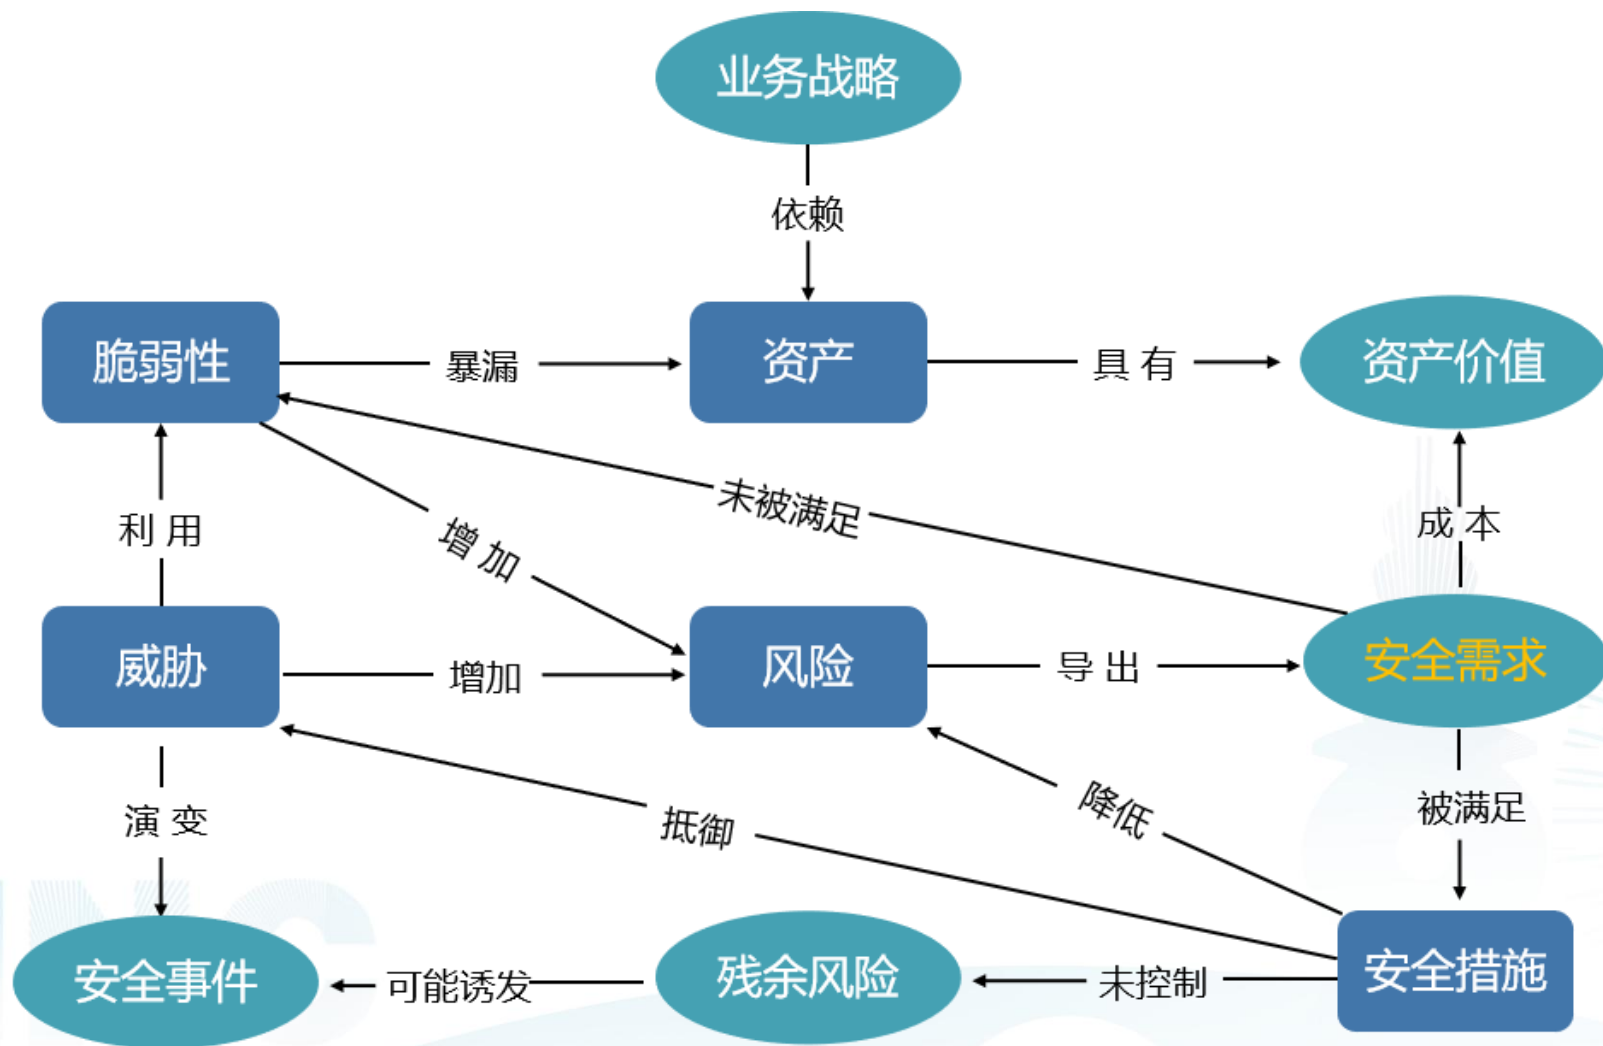 业务战略
依赖
脆弱性
暴漏
资产
具 有
资产价值
未被满足
利 用
增 加
成 本
威胁
增加
风险
导 出
安全需求
演 变
抵御
降低
被满足
安全事件
可能诱发
残余风险
未控制
安全措施